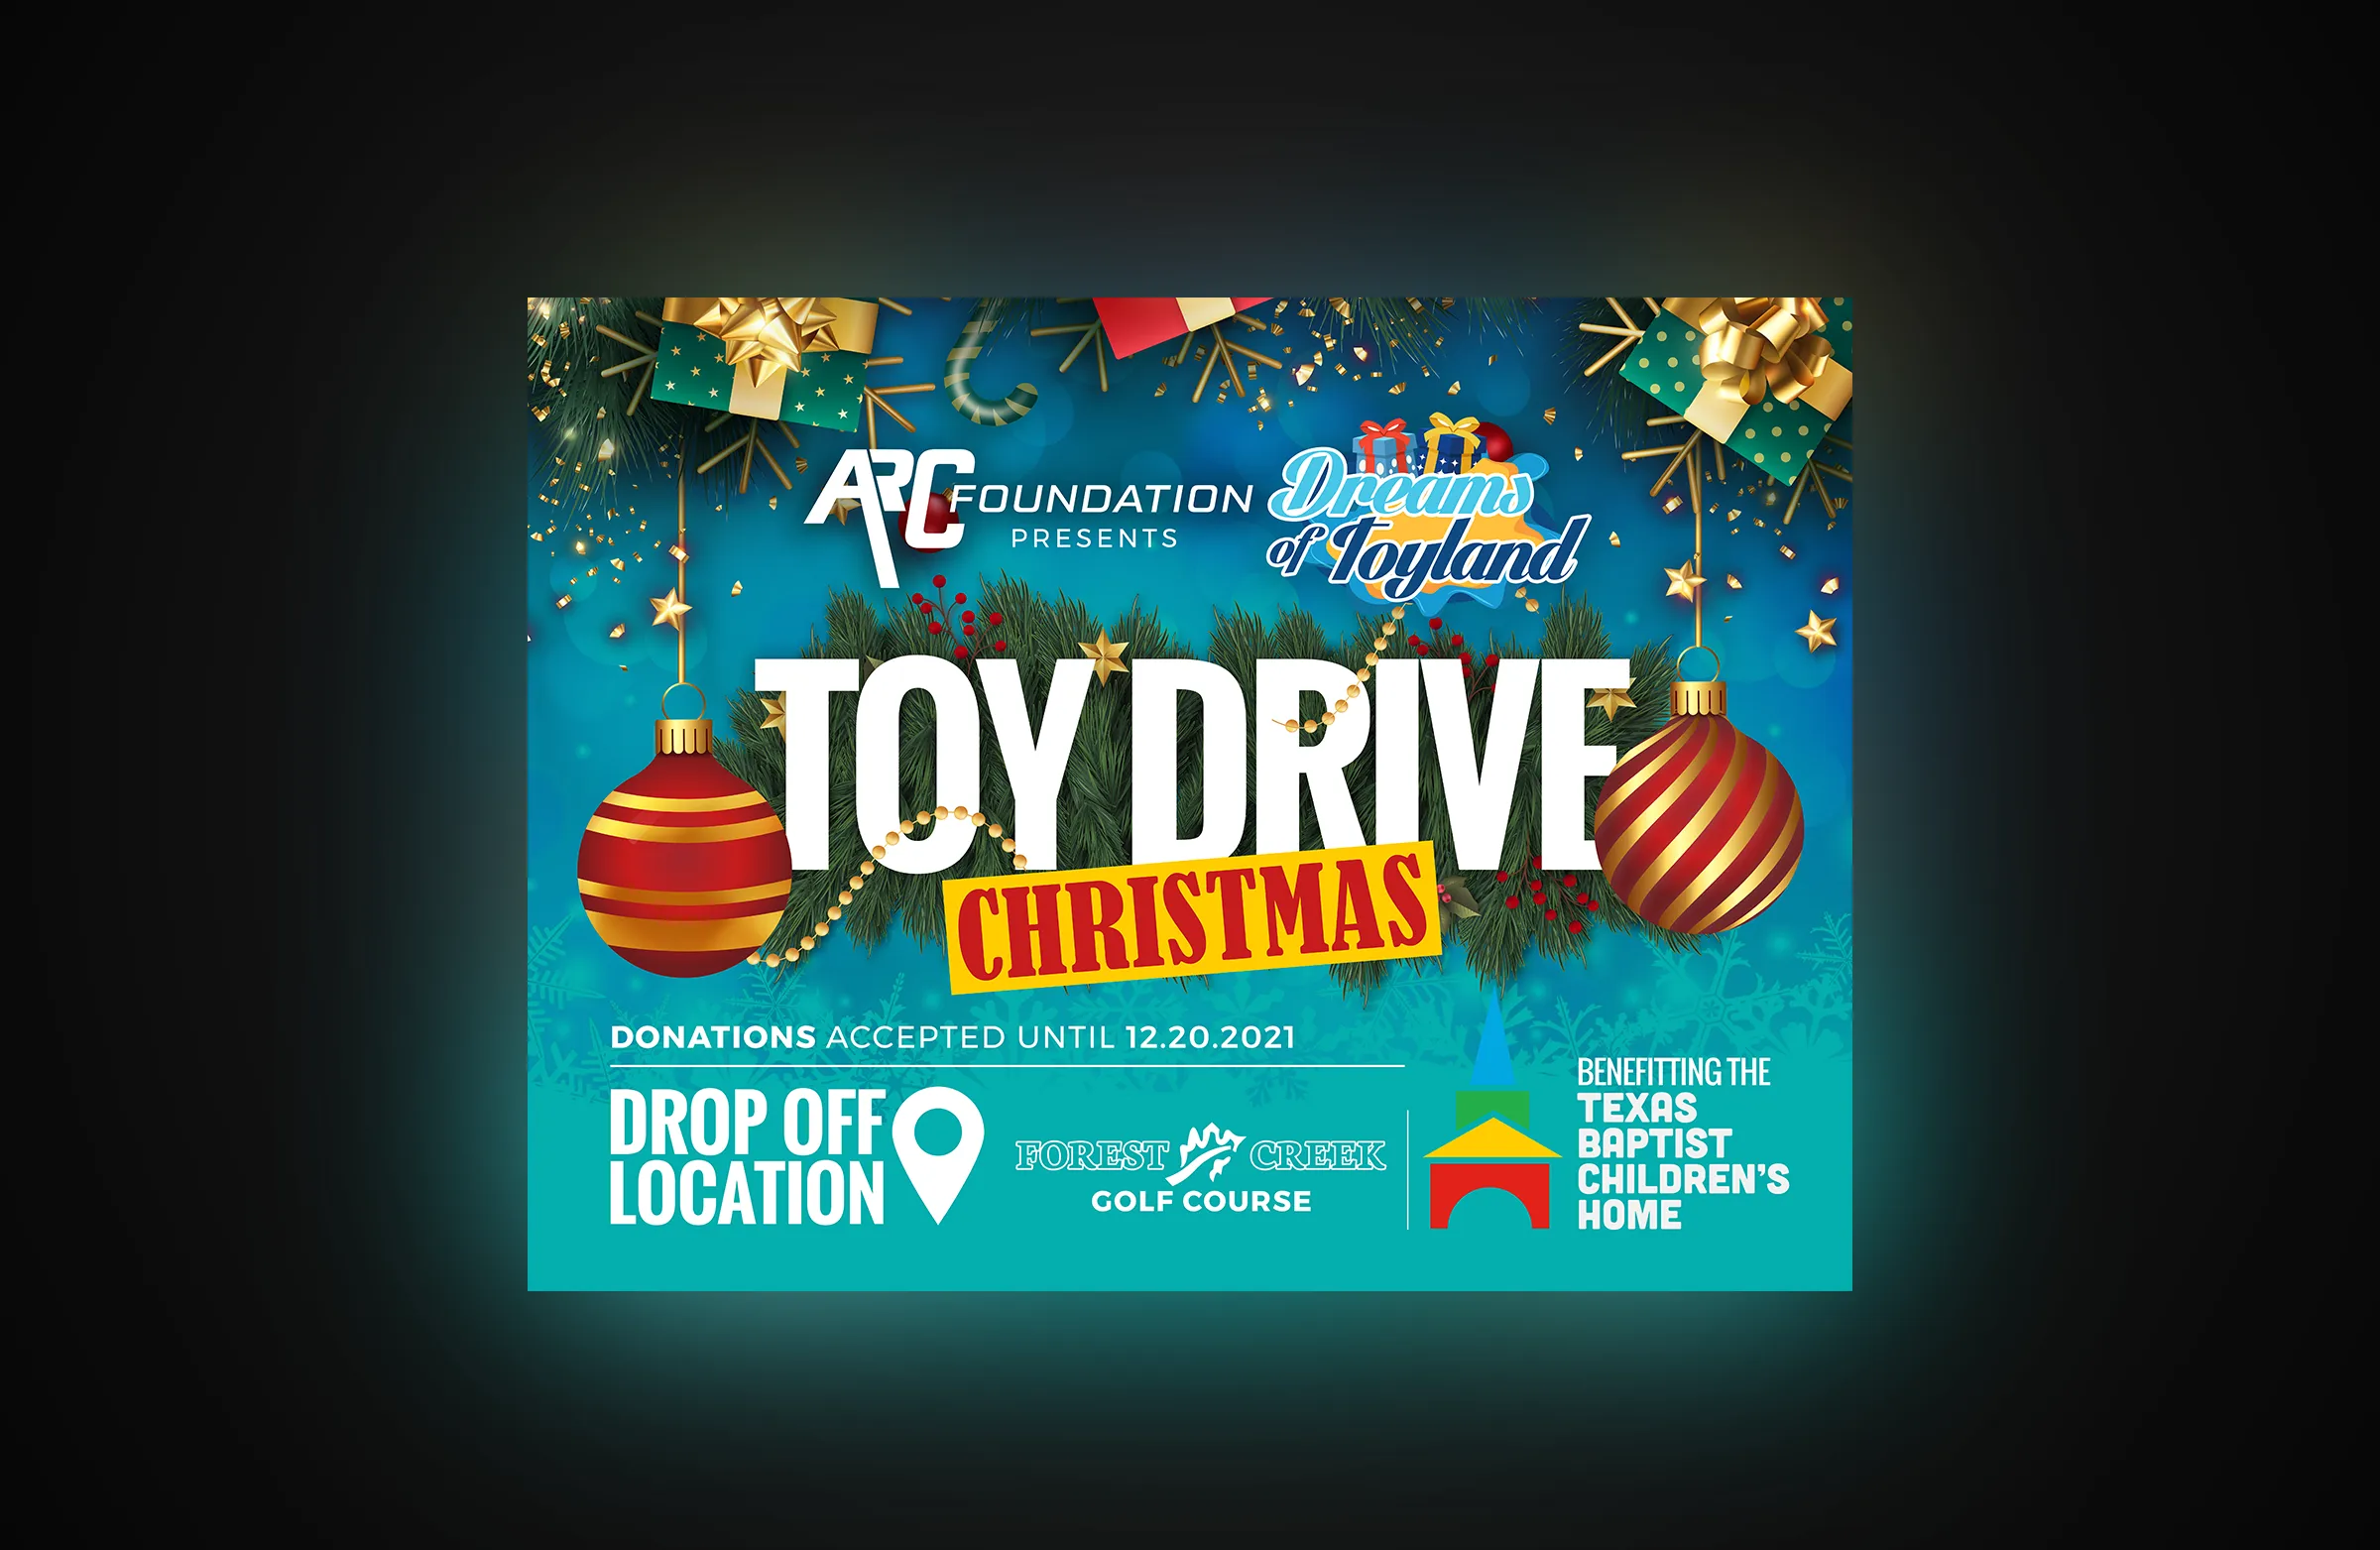 ARC FOUNDATION
PRESENTS
Dreams
of Toyland
TOY DRIVE
CHRISTMAS
DONATIONS ACCEPTED UNTIL 12.20.2021
DROP OFF
LOCATION
FOREST CREEK
GOLF COURSE
BENEFITTING THE
TEXAS
BAPTIST
CHILDREN'S
HOME